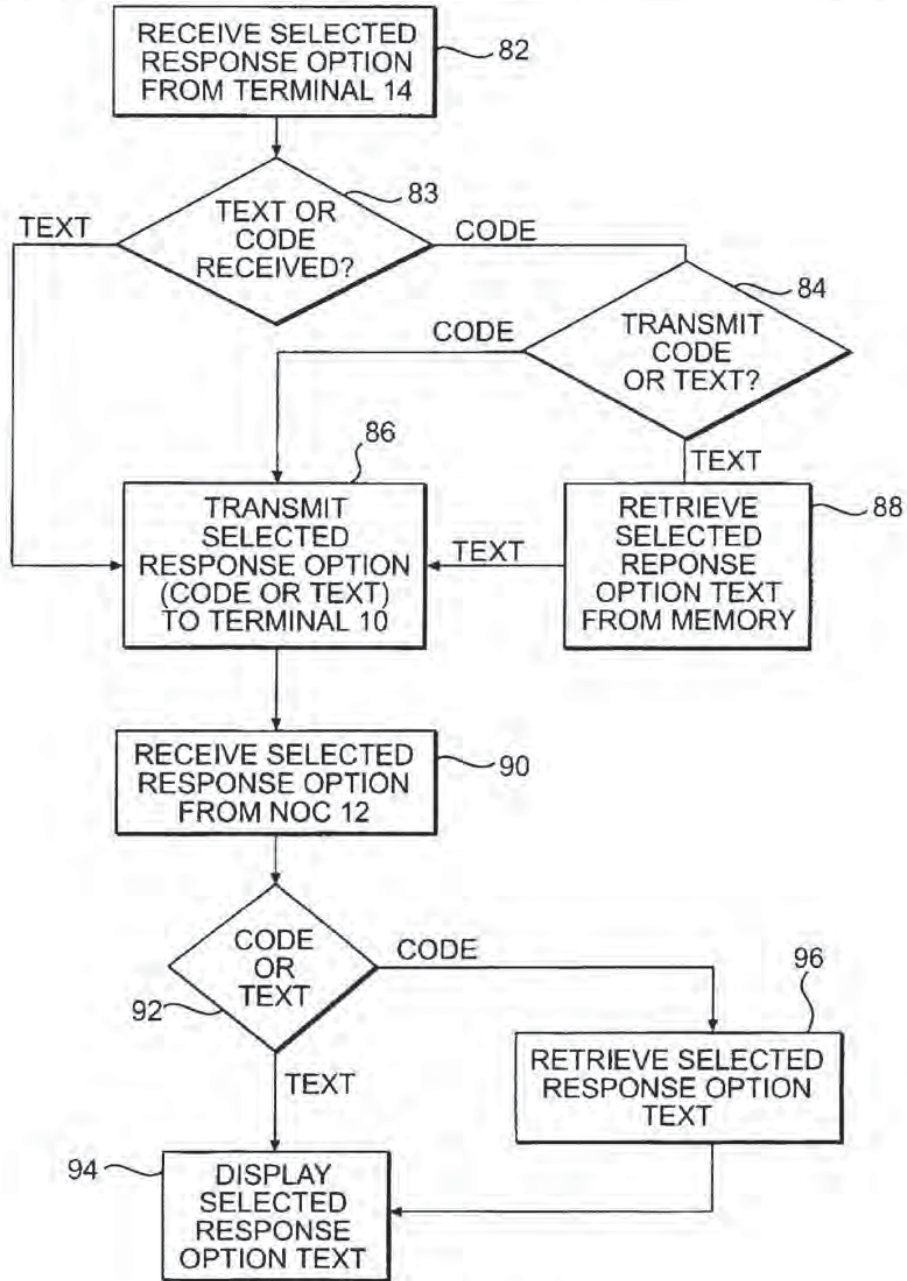 RECEIVE SELECTED
RESPONSE OPTION
FROM TERMINAL 14
82
TEXT OR
CODE
RECEIVED?
83
TEXT
CODE
84
TRANSMIT
CODE
OR TEXT?
CODE
TEXT
86
TRANSMIT
SELECTED
RESPONSE OPTION
(CODE OR TEXT)
TO TERMINAL 10
TEXT
RETRIEVE
SELECTED
REPONSE
OPTION TEXT
FROM MEMORY
88
RECEIVE SELECTED
RESPONSE OPTION
FROM NOC 12
90
CODE
OR
TEXT
92
CODE
TEXT
96
RETRIEVE SELECTED
RESPONSE OPTION
TEXT
94
DISPLAY
SELECTED
RESPONSE
OPTION TEXT